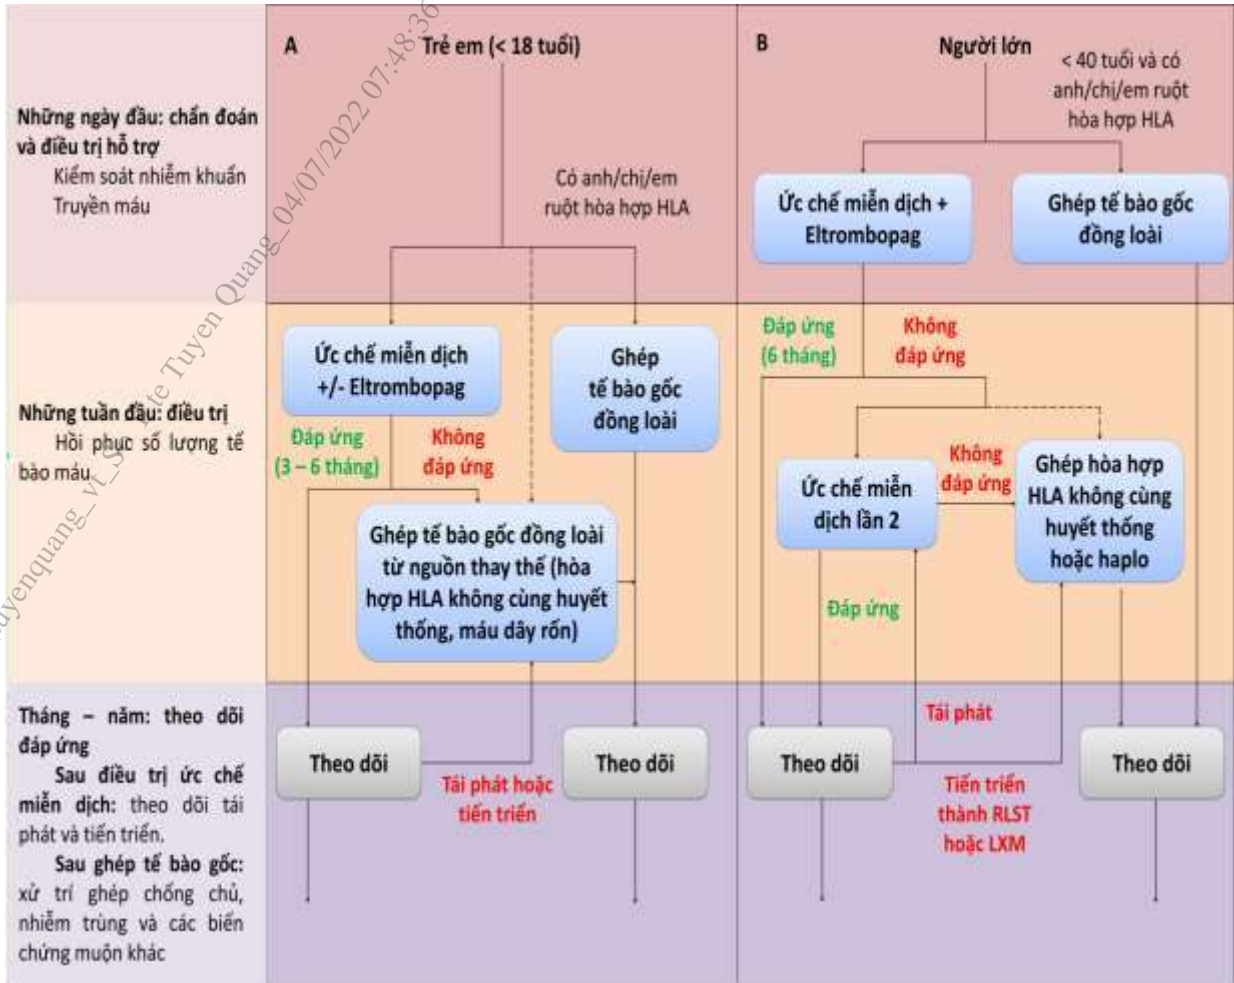 Những ngày đầu: chẩn đoán
và điều trị hỗ trợ
Kiểm soát nhiễm khuẩn
Truyền máu
Những tuần đầu: điều trị
Hồi phục số lượng tế
bào máu
Tháng – năm: theo dõi
đáp ứng
Sau điều trị ức chế
miễn dịch: theo dõi tái
phát và tiến triển.
Sau ghép tế bào gốc:
xử trí ghép chống chủ,
nhiễm trùng và các biến
chứng muộn khác
A
Trẻ em (< 18 tuổi)
Có anh/chị/em
ruột hòa hợp HLA
Ức chế miễn dịch
+/- Eltrombopag
Ghép
tế bào gốc
đồng loài
Đáp ứng
(3 – 6 tháng)
Không
đáp ứng
Ghép tế bào gốc đồng loài
từ nguồn thay thế (hòa
hợp HLA không cùng huyết
thống, máu dây rốn)
Theo dõi
Tái phát hoặc
tiến triển
Theo dõi
B
Người lớn
< 40 tuổi và có
anh/chị/em ruột
hòa hợp HLA
Ức chế miễn dịch +
Eltrombopag
Ghép tế bào gốc
đồng loài
Đáp ứng
(6 tháng)
Không
đáp ứng
Ức chế miễn
dịch lần 2
Không
đáp ứng
Ghép hòa hợp
HLA không cùng
huyết thống
hoặc haplo
Đáp ứng
Tái phát
Theo dõi
Tiến triển
thành RLST
hoặc LXM
Theo dõi
yenquang_vt_S
te Tuyen Quang_04/07/2022 07:48:36